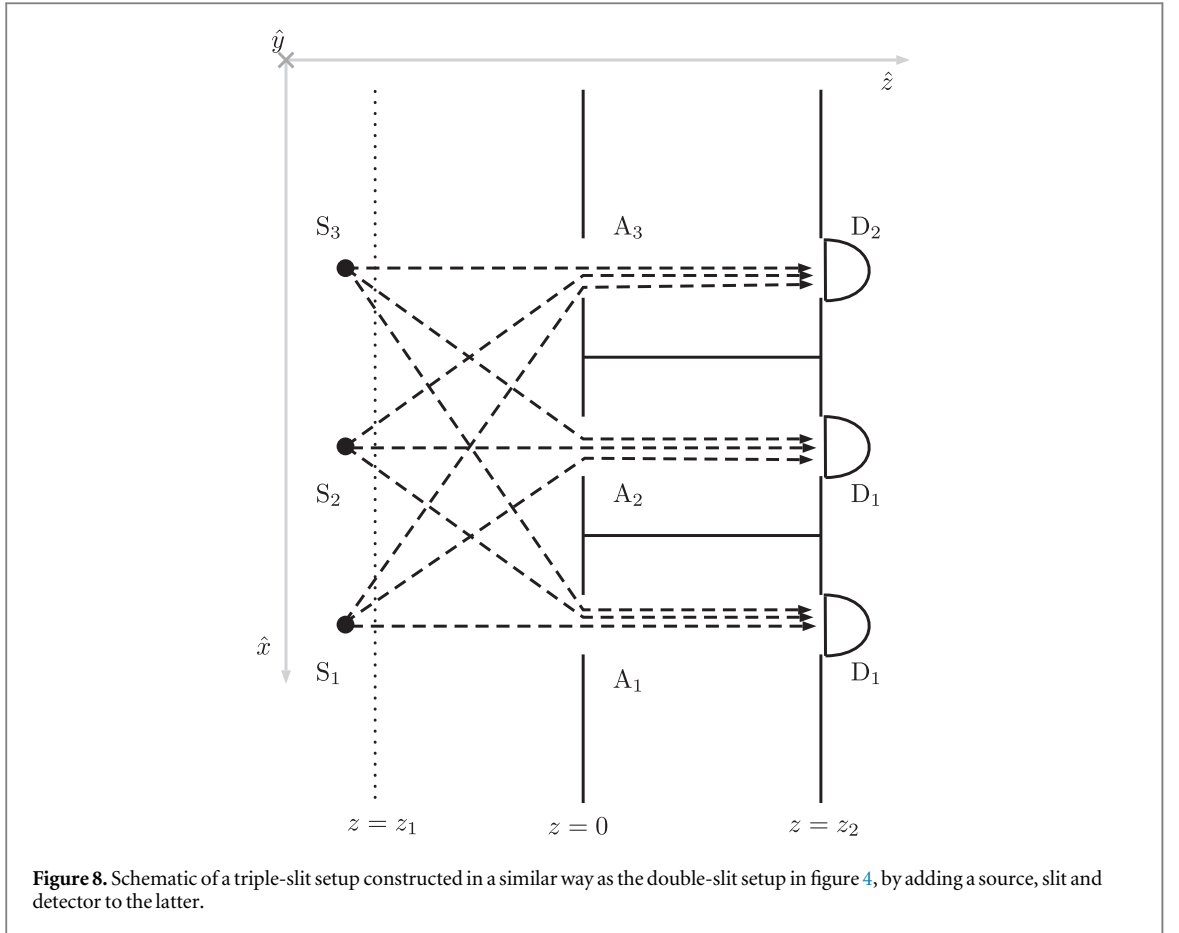 ŷ
ẑ
S₃ A₃ D₂
S₂ A₂ D₁
x̂
S₁ A₁ D₁
z = z₁ z = 0 z = z₂
Figure 8. Schematic of a triple-slit setup constructed in a similar way as the double-slit setup in figure 4, by adding a source, slit and
detector to the latter.